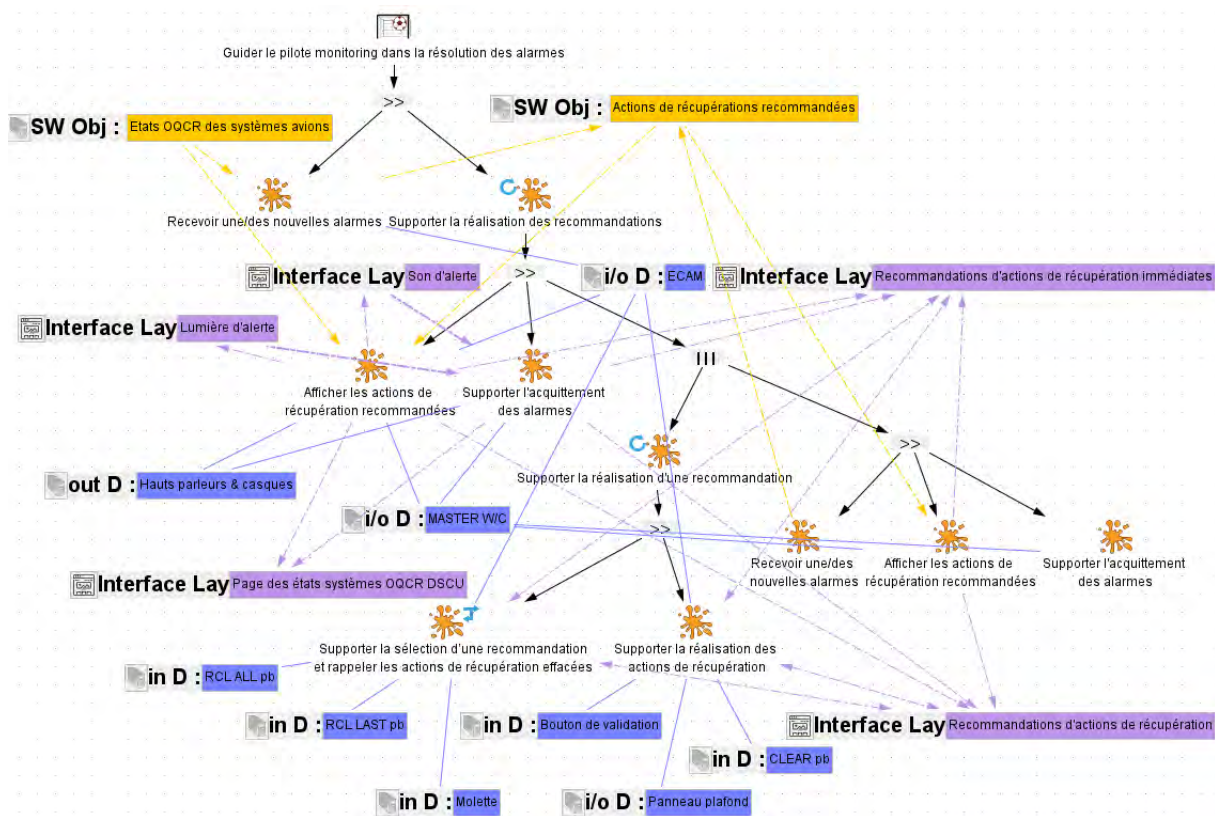 Guider le pilote monitoring dans la résolution des alarmes
>>
SW Obj : Actions de récupérations recommandées
SW Obj : Etats OQCR des systèmes avions
Recevoir une/des nouvelles alarmes
Supporter la réalisation des recommandations
Interface Lay Son d'alerte
>>
i/o D : ECAM
Interface Lay Recommandations d'actions de récupération immédiates
Interface Lay Lumière d'alerte
|||
Afficher les actions de
récupération recommandées
Supporter l'acquittement
des alarmes
>>
Supporter la réalisation d'une recommandation
out D : Hauts parleurs & casques
i/o D : MASTER W/C
>>
Recevoir une/des
nouvelles alarmes
Afficher les actions de
récupération recommandées
Supporter l'acquittement
des alarmes
Interface Lay Page des états systèmes OQCR DSCU
Supporter la sélection d'une recommandation
et rappeler les actions de récupération effacées
Supporter la réalisation des
actions de récupération
in D : RCL ALL pb
in D : RCL LAST pb
in D : Bouton de validation
Interface Lay Recommandations d'actions de récupération
in D : CLEAR pb
in D : Molette
i/o D : Panneau plafond